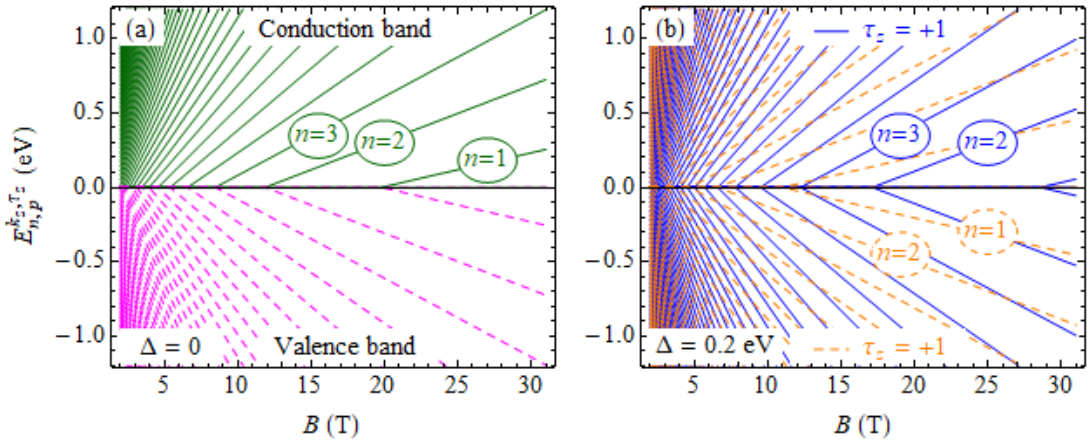 (a) Conduction band
n=3
n=2
n=1
Δ = 0 Valence band
1.0
0.5
0.0
−0.5
−1.0
E_{n,p}^{k_z,τ_z} (eV)
5 10 15 20 25 30
B (T)
(b) τ_z = +1
n=3
n=2
n=1
n=2
Δ = 0.2 eV τ_z = +1
5 10 15 20 25 30
B (T)